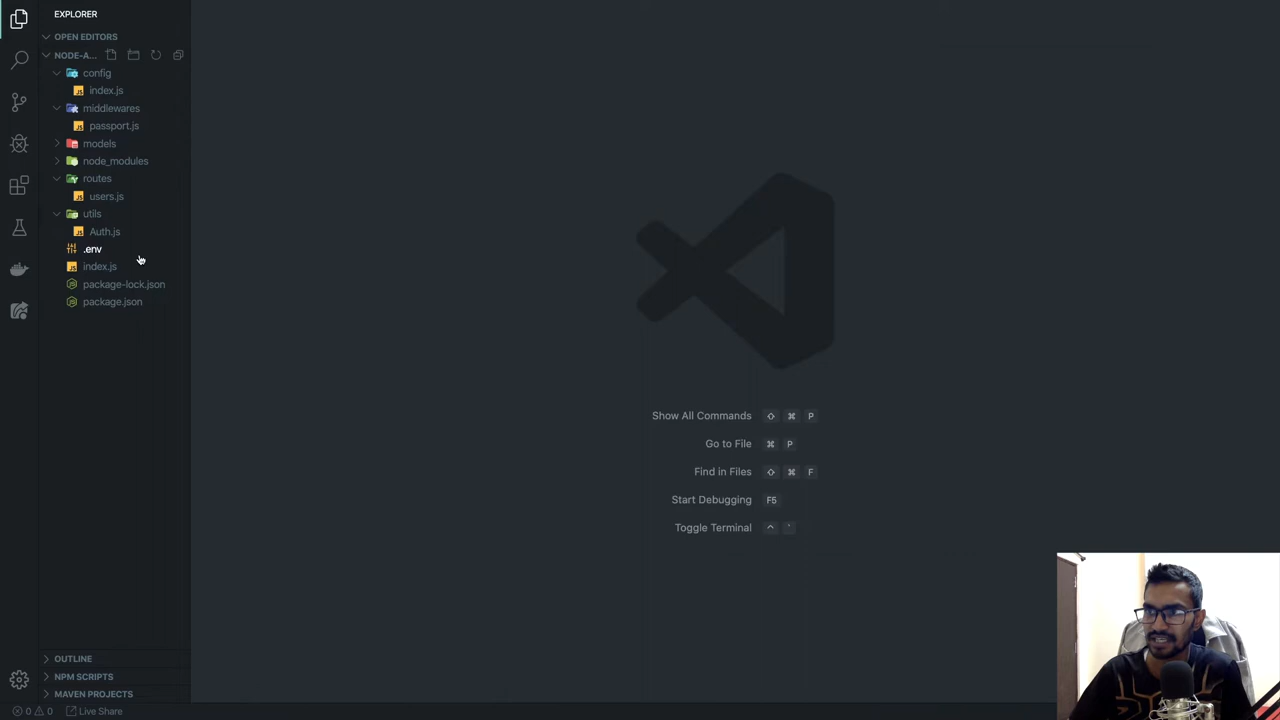 EXPLORER
OPEN EDITORS
NODE-A...
config
index.js
middlewares
passport.js
models
node_modules
routes
users.js
utils
Auth.js
.env
index.js
package-lock.json
package.json
Show All Commands ⇧ ⌘ P
Go to File ⌘ P
Find in Files ⇧ ⌘ F
Start Debugging F5
Toggle Terminal ^ `
OUTLINE
NPM SCRIPTS
MAVEN PROJECTS
0 0 Live Share